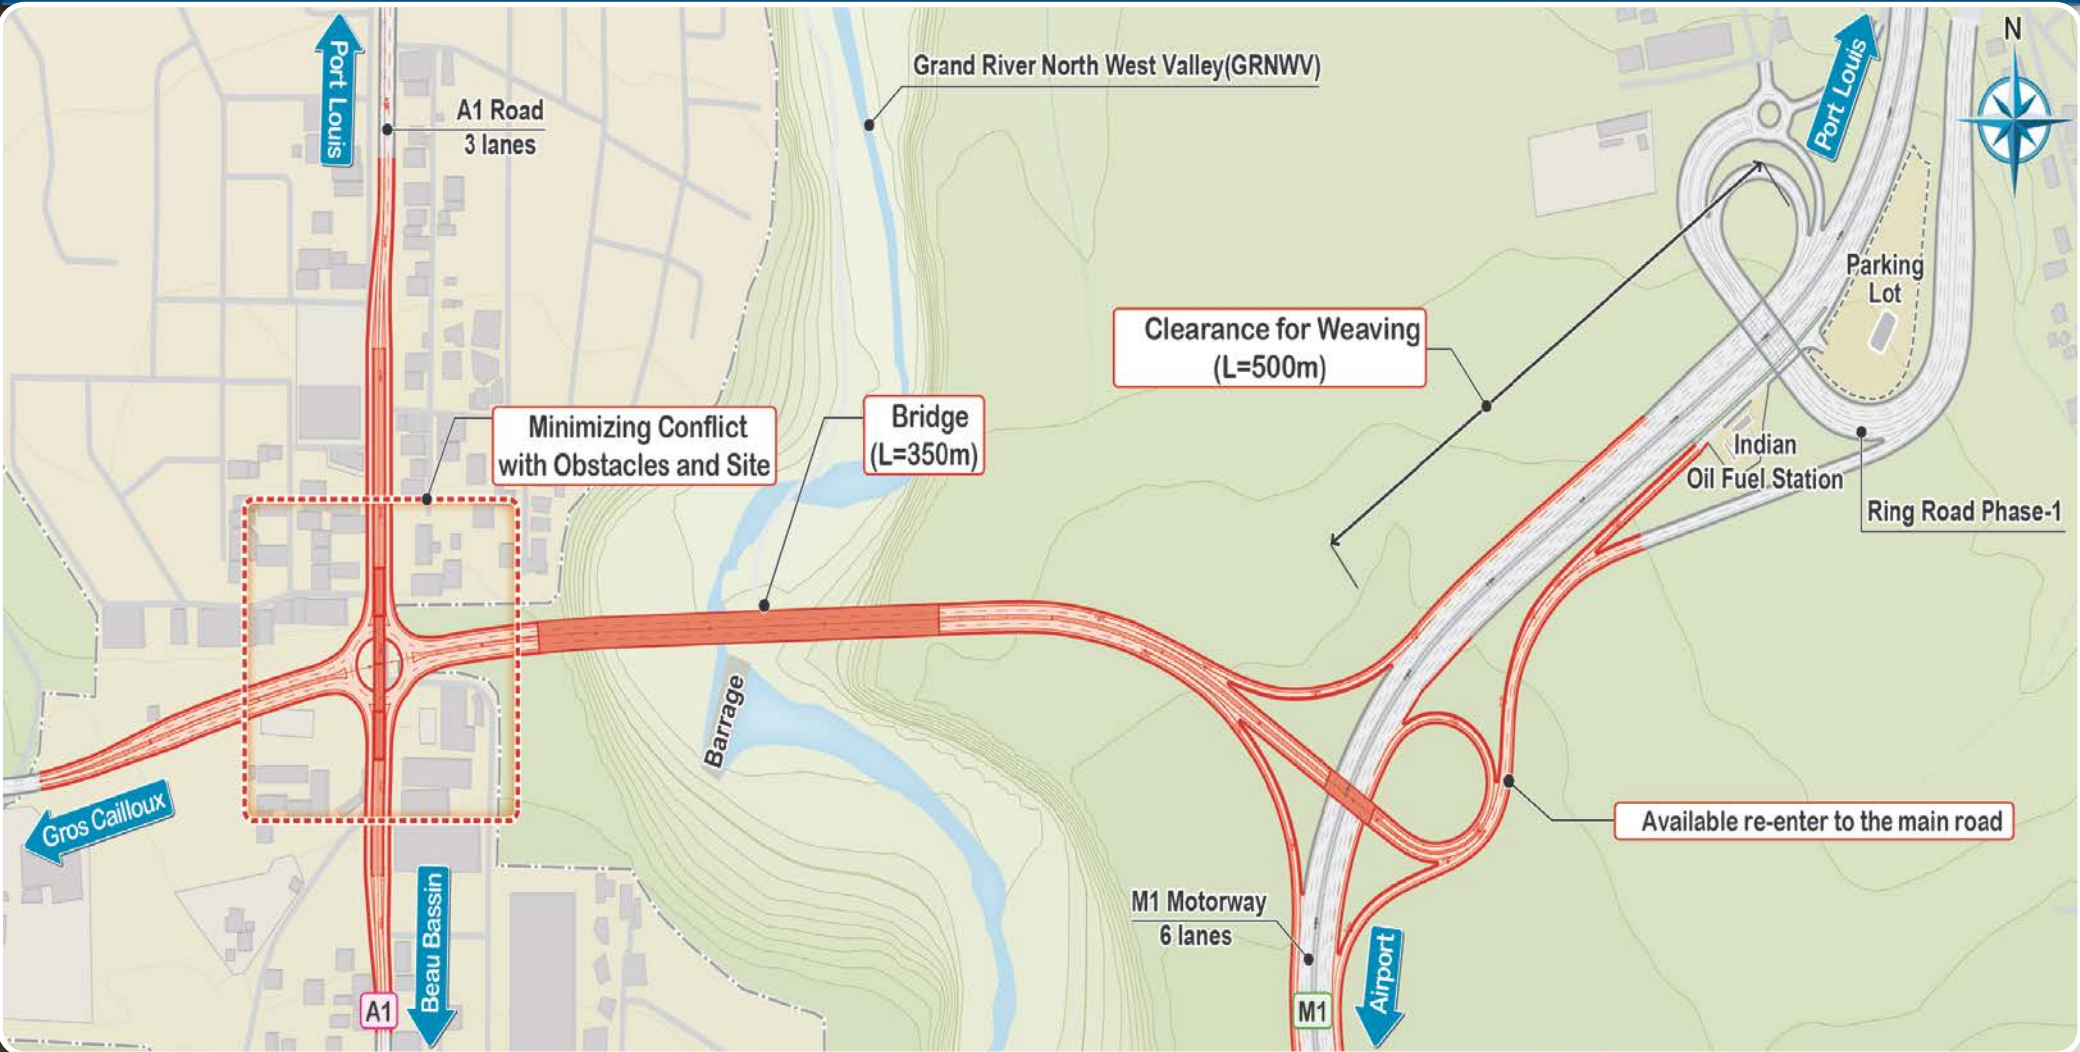 Port Louis
A1 Road
3 lanes
Grand River North West Valley(GRNWV)
Port Louis
N
Parking
Lot
Clearance for Weaving
(L=500m)
Minimizing Conflict
with Obstacles and Site
Bridge
(L=350m)
Indian
Oil Fuel Station
Ring Road Phase-1
Barrage
Gros Cailloux
Available re-enter to the main road
Beau Bassin
M1 Motorway
6 lanes
Airport
A1
M1